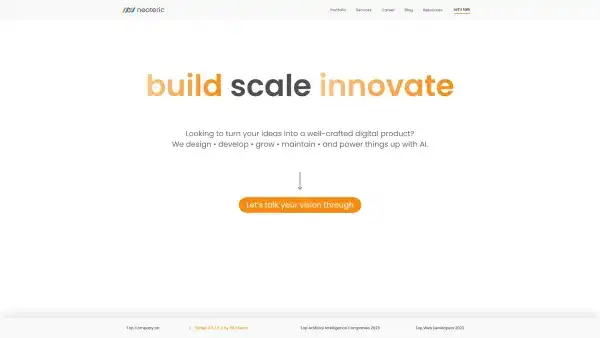 neoteric
Portfolio Services Career Blog Resources Let's talk
build scale innovate
Looking to turn your ideas into a well-crafted digital product?
We design • develop • grow • maintain • and power things up with AI.
Let's talk your vision through
Top Company on: Top Artificial Intelligence Companies 2023 Top Web Developers 2023